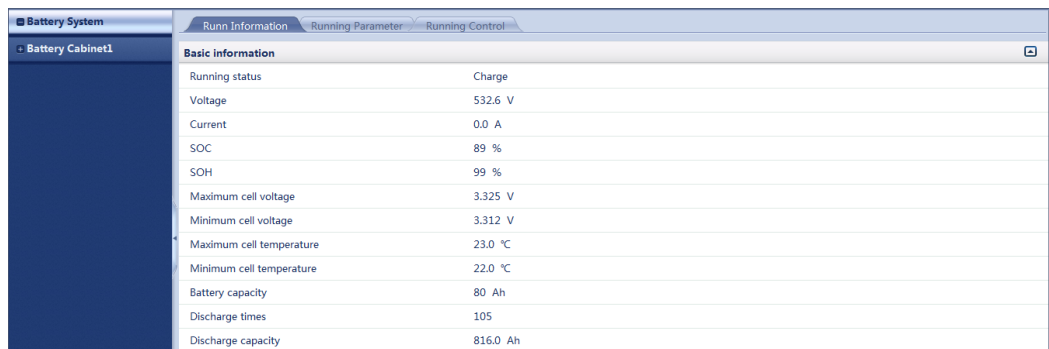 Battery System
Battery Cabinet1
Runn Information Running Parameter Running Control
Basic information
Running status Charge
Voltage 532.6 V
Current 0.0 A
SOC 89 %
SOH 99 %
Maximum cell voltage 3.325 V
Minimum cell voltage 3.312 V
Maximum cell temperature 23.0 ℃
Minimum cell temperature 22.0 ℃
Battery capacity 80 Ah
Discharge times 105
Discharge capacity 816.0 Ah